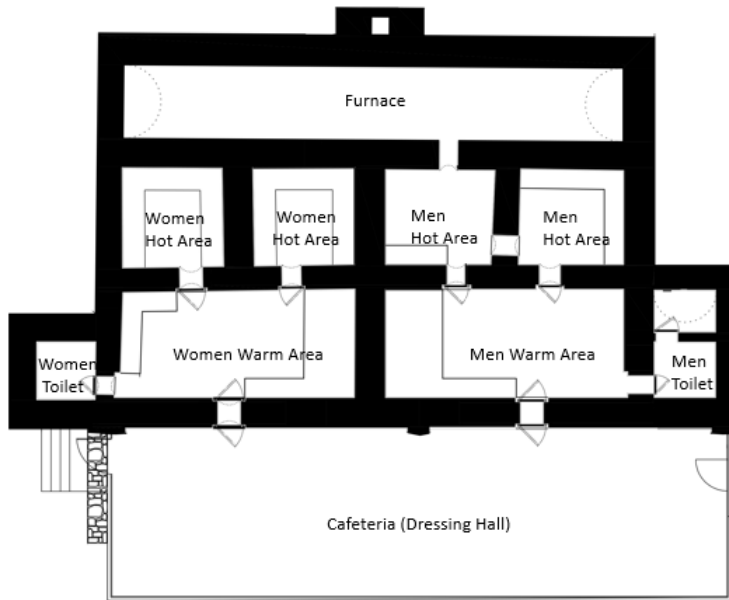 Furnace
Women
Hot Area
Women
Hot Area
Men
Hot Area
Men
Hot Area
Women Warm Area
Men Warm Area
Women
Toilet
Men
Toilet
Cafeteria (Dressing Hall)